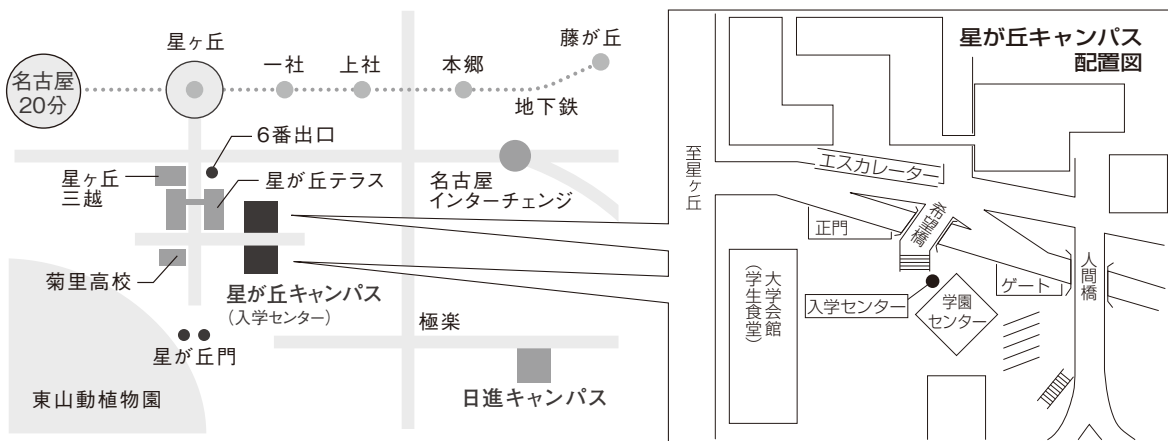 名古屋
20分
星ヶ丘
一社
上社
本郷
藤が丘
地下鉄
6番出口
星ヶ丘
三越
星が丘テラス
名古屋
インターチェンジ
菊里高校
星が丘キャンパス
（入学センター）
極楽
星が丘門
東山動植物園
日進キャンパス
星が丘キャンパス
配置図
至星ヶ丘
エスカレーター
正門
希望橋
人間橋
ゲート
大学会館
（学生食堂）
入学センター
学園
センター